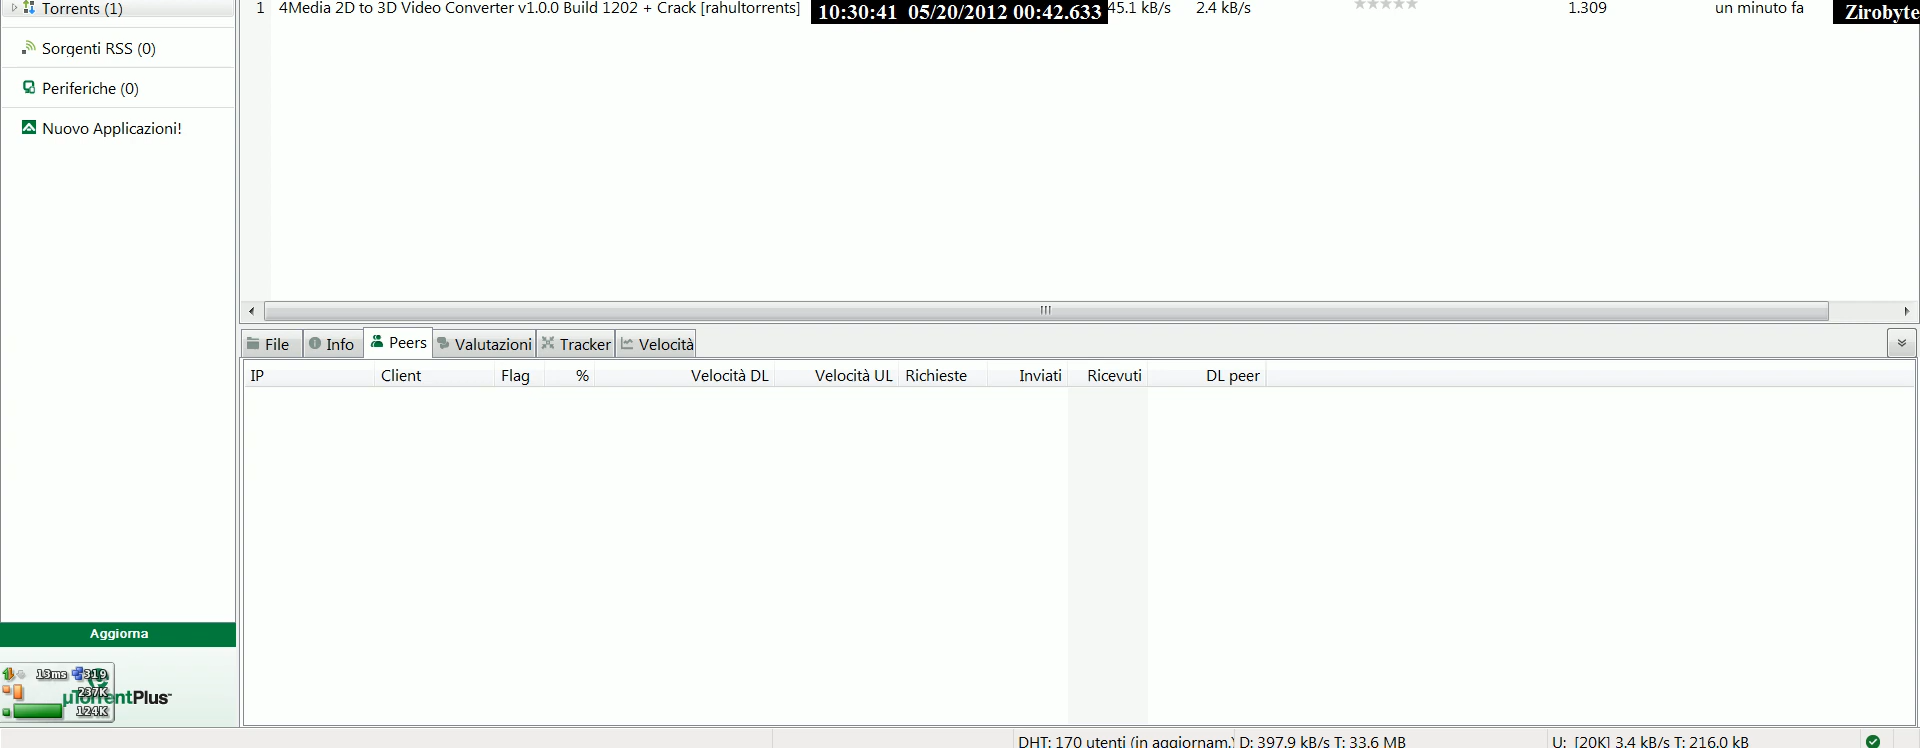 Torrents (1)
1 4Media 2D to 3D Video Converter v1.0.0 Build 1202 + Crack [rahultorrents] 10:30:41 05/20/2012 00:42.633 45.1 kB/s 2.4 kB/s 1.309 un minuto fa Zirobyte
Sorgenti RSS (0)
Periferiche (0)
Nuovo Applicazioni!
File Info Peers Valutazioni Tracker Velocità
IP Client Flag % Velocità DL Velocità UL Richieste Inviati Ricevuti DL peer
Aggiorna
13ms 319
237K
µTorrentPlus™
124K
DHT: 170 utenti (in aggiornam.) D: 397.9 kB/s T: 33.6 MB U: [20K] 3.4 kB/s T: 216.0 kB